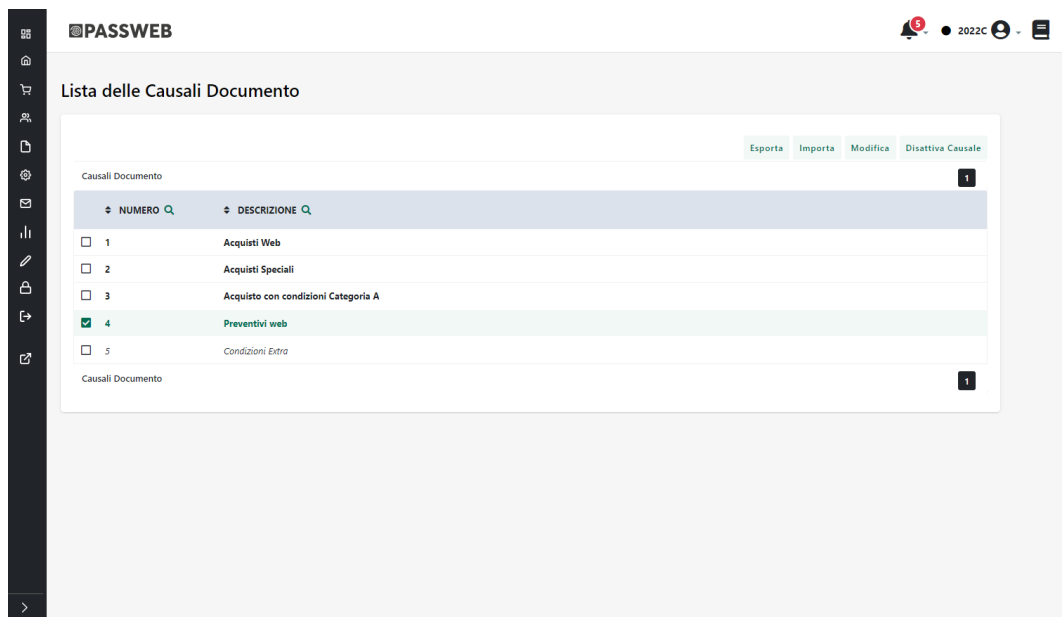 PASSWEB
5
2022C
Lista delle Causali Documento
Esporta Importa Modifica Disattiva Causale
Causali Documento 1
NUMERO DESCRIZIONE
1 Acquisti Web
2 Acquisti Speciali
3 Acquisto con condizioni Categoria A
4 Preventivi web
5 Condizioni Extra
Causali Documento 1